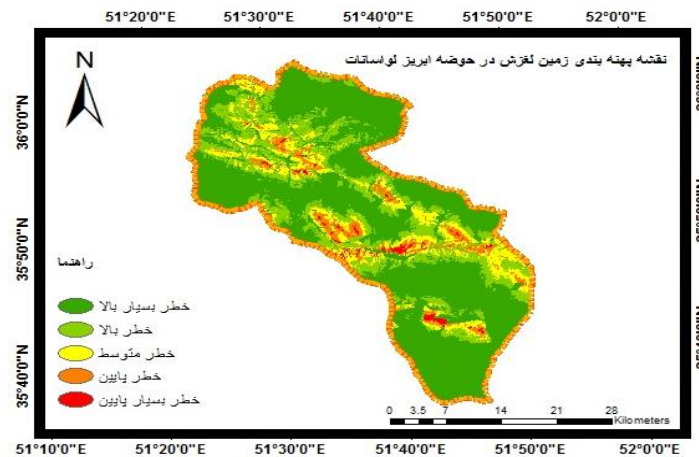 51°20'0"E 51°30'0"E 51°40'0"E 51°50'0"E 52°0'0"E
نقشه پهنه بندی زمین لغزش در حوضه ابریز لواسانات
N
36°0'0"N
35°50'0"N
35°40'0"N
راهنما
خطر بسیار بالا
خطر بالا
خطر متوسط
خطر پایین
خطر بسیار پایین
0 3.5 7 14 21 28
Kilometers
51°10'0"E 51°20'0"E 51°30'0"E 51°40'0"E 51°50'0"E 52°0'0"E